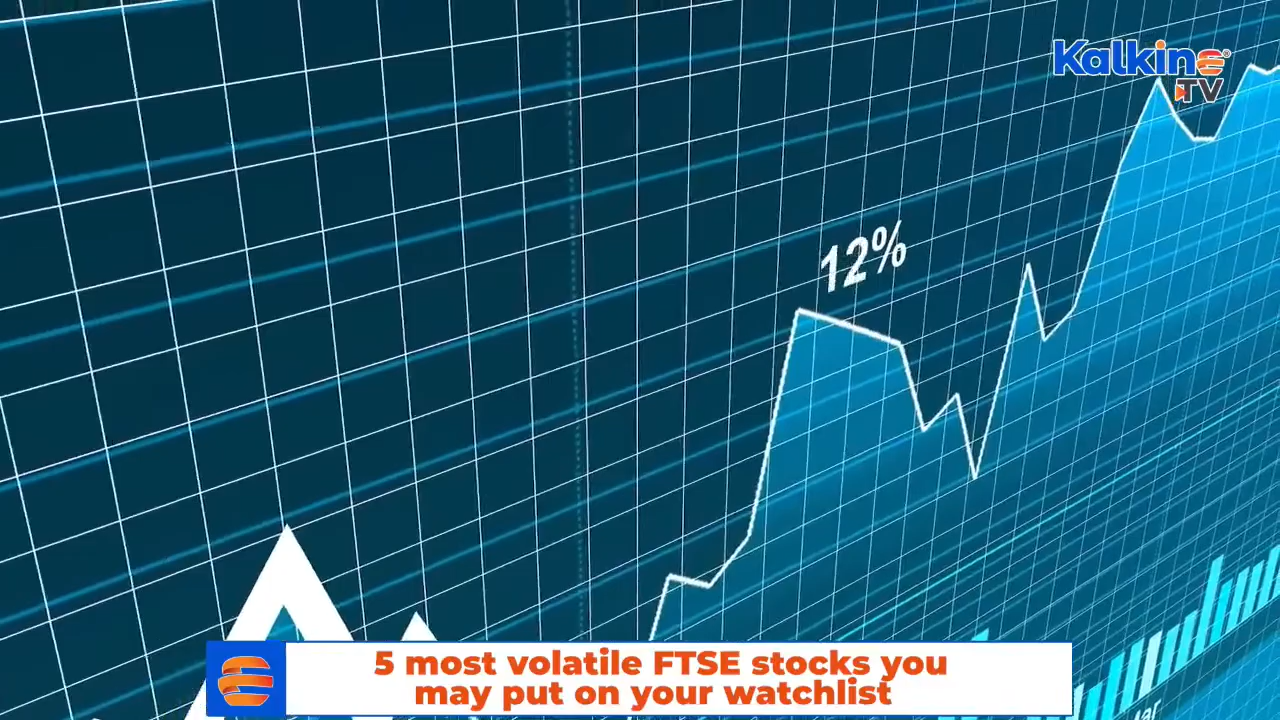 Kalkine®
TV
12%
5 most volatile FTSE stocks you
may put on your watchlist